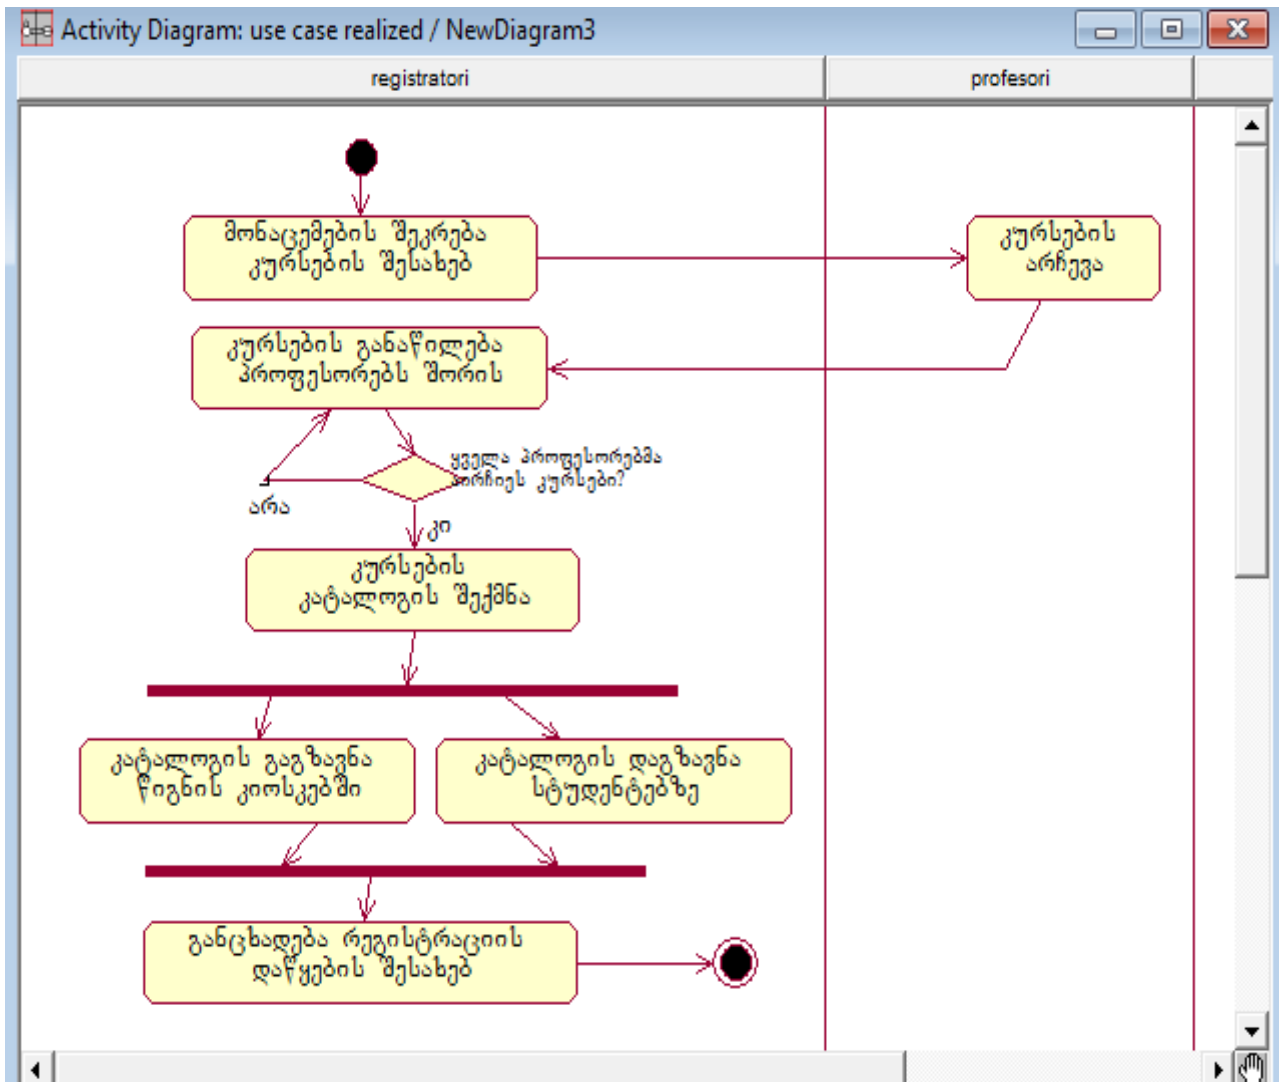 Activity Diagram: use case realized / NewDiagram3
registratori
profesori
მონაცემების შეკრება
კურსების შესახებ
კურსების
არჩევა
კურსების განაწილება
პროფესორებს შორის
ყველა პროფესორებმა
აირჩიეს კურსები?
არა
კი
კურსების
კატალოგის შექმნა
კატალოგის გაგზავნა
წიგნის კიოსკებში
კატალოგის დაგზავნა
სტუდენტებზე
განცხადება რეგისტრაციის
დაწყების შესახებ